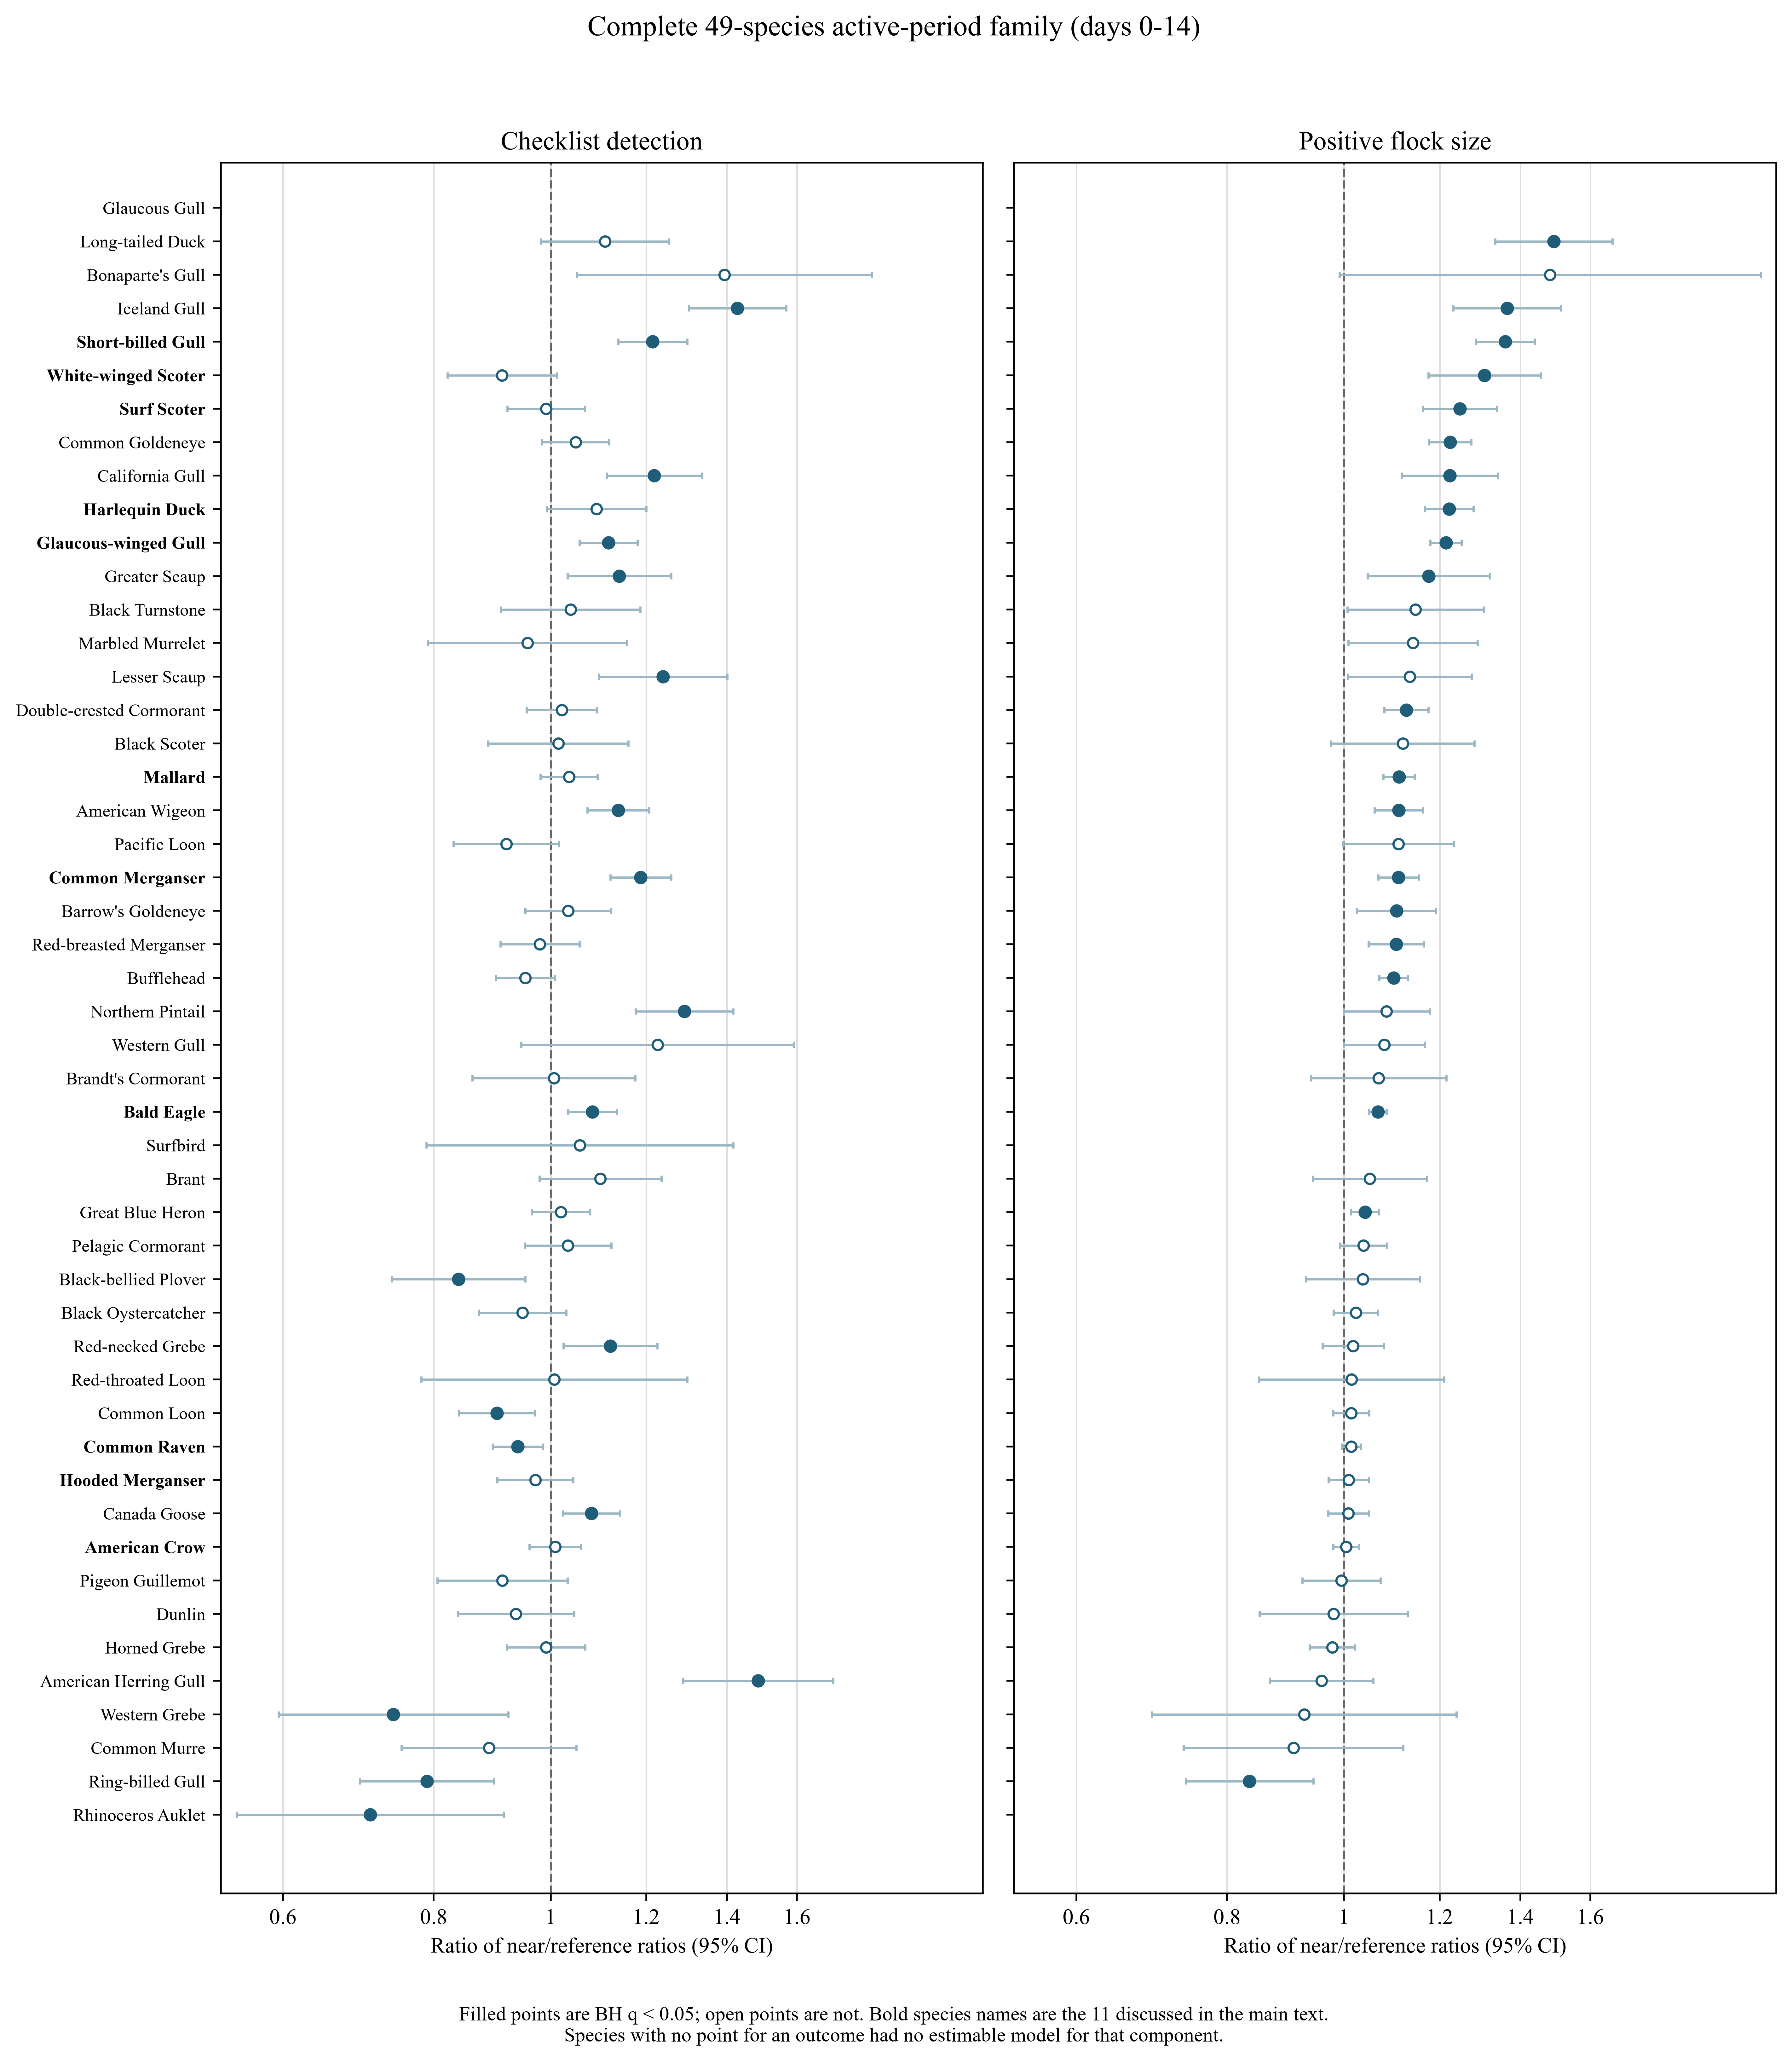 Complete 49-species active-period family (days 0-14)
Checklist detection
Positive flock size
Glaucous Gull
Long-tailed Duck
Bonaparte's Gull
Iceland Gull
Short-billed Gull
White-winged Scoter
Surf Scoter
Common Goldeneye
California Gull
Harlequin Duck
Glaucous-winged Gull
Greater Scaup
Black Turnstone
Marbled Murrelet
Lesser Scaup
Double-crested Cormorant
Black Scoter
Mallard
American Wigeon
Pacific Loon
Common Merganser
Barrow's Goldeneye
Red-breasted Merganser
Bufflehead
Northern Pintail
Western Gull
Brandt's Cormorant
Bald Eagle
Surfbird
Brant
Great Blue Heron
Pelagic Cormorant
Black-bellied Plover
Black Oystercatcher
Red-necked Grebe
Red-throated Loon
Common Loon
Common Raven
Hooded Merganser
Canada Goose
American Crow
Pigeon Guillemot
Dunlin
Horned Grebe
American Herring Gull
Western Grebe
Common Murre
Ring-billed Gull
Rhinoceros Auklet
0.6 0.8 1 1.2 1.4 1.6
Ratio of near/reference ratios (95% CI)
0.6 0.8 1 1.2 1.4 1.6
Ratio of near/reference ratios (95% CI)
Filled points are BH q < 0.05; open points are not. Bold species names are the 11 discussed in the main text.
Species with no point for an outcome had no estimable model for that component.